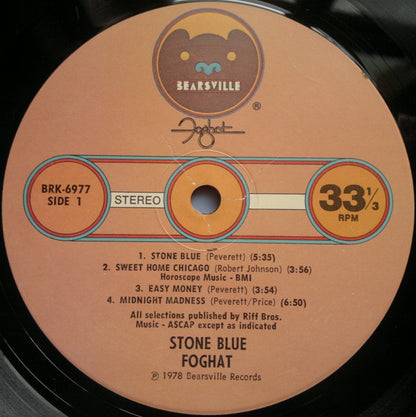 BEARSVILLE
®
Foghat
BRK-6977
SIDE 1
STEREO
33 1/3
RPM
1. STONE BLUE (Peverett) (5:35)
2. SWEET HOME CHICAGO (Robert Johnson) (3:56)
Horoscope Music - BMI
3. EASY MONEY (Peverett) (3:54)
4. MIDNIGHT MADNESS (Peverett/Price) (6:50)
All selections published by Riff Bros.
Music - ASCAP except as indicated
STONE BLUE
FOGHAT
℗ 1978 Bearsville Records